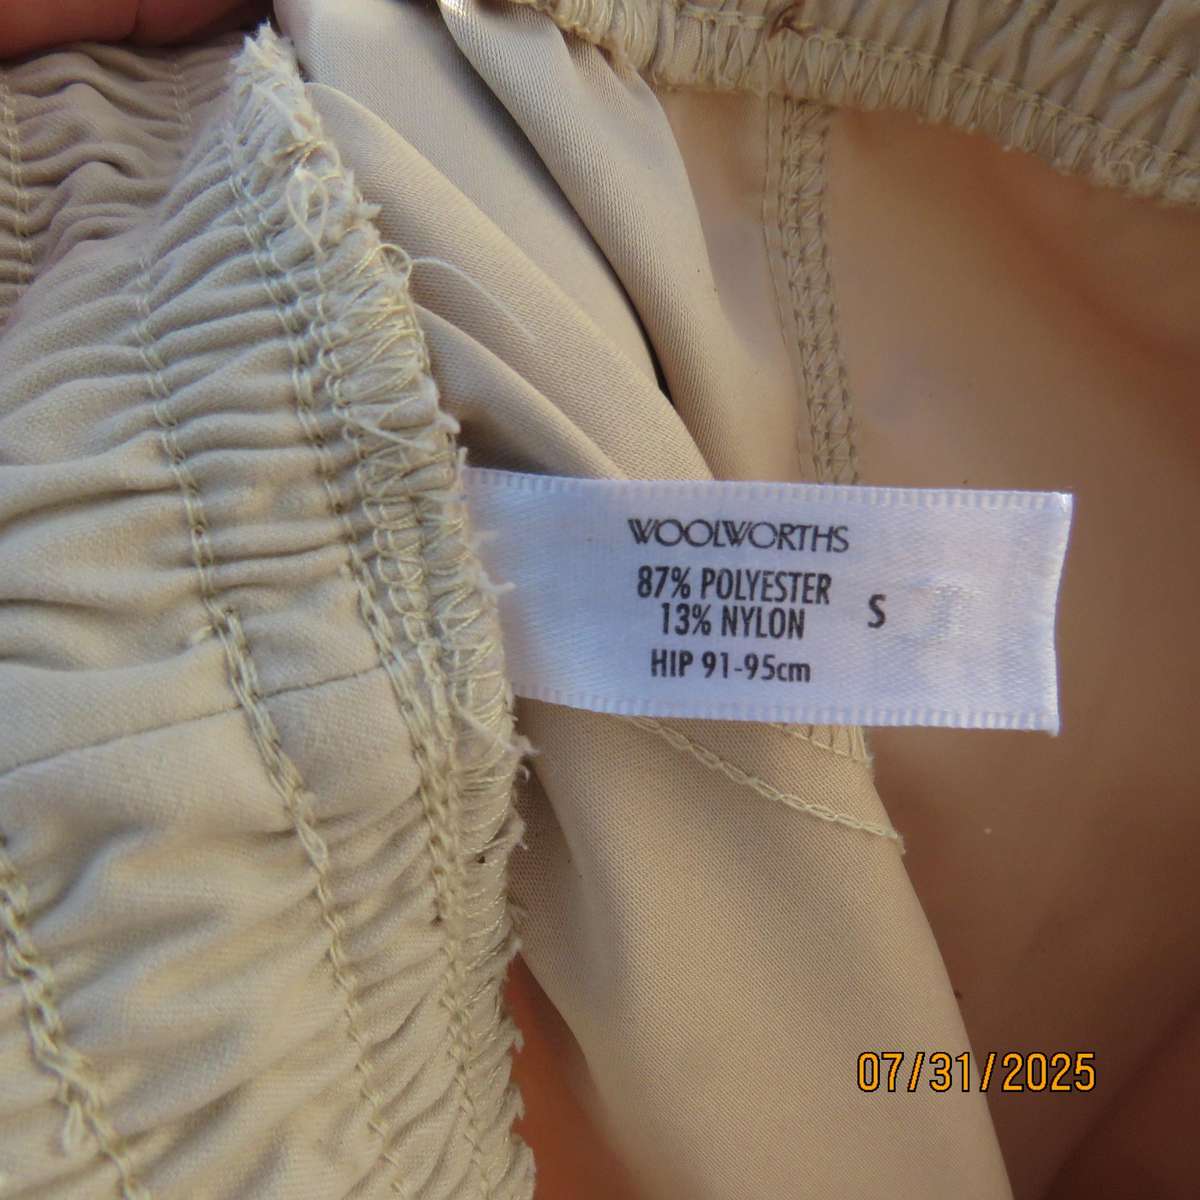 WOOLWORTHS
87% POLYESTER
13% NYLON
S
HIP 91-95cm
07/31/2025